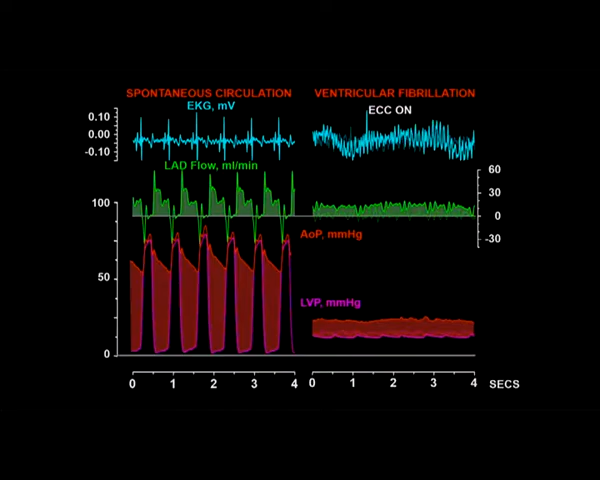 SPONTANEOUS CIRCULATION
VENTRICULAR FIBRILLATION
EKG, mV
ECC ON
0.10
0.00
-0.10
LAD Flow, ml/min
60
30
0
-30
100
50
0
AoP, mmHg
LVP, mmHg
0 1 2 3 4
0 1 2 3 4 SECS